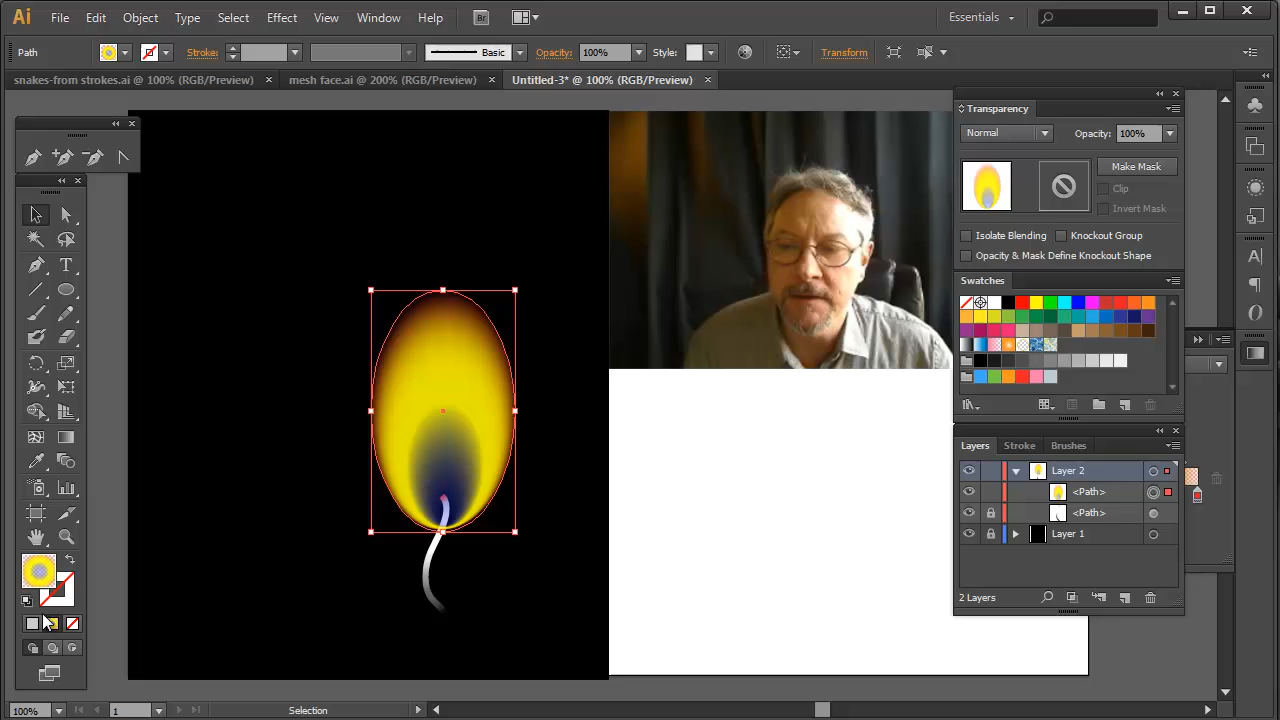 Ai File Edit Object Type Select Effect View Window Help Br Essentials
Path Stroke: Basic Opacity: 100% Style: Transform
snakes-from strokes.ai @ 100% (RGB/Preview) × mesh face.ai @ 200% (RGB/Preview) × Untitled-3* @ 100% (RGB/Preview) ×
Transparency
Normal Opacity: 100%
Make Mask
Clip
Invert Mask
Isolate Blending Knockout Group
Opacity & Mask Define Knockout Shape
Swatches
Layers Stroke Brushes
Layer 2
<Path>
<Path>
Layer 1
2 Layers
100% 1 Selection